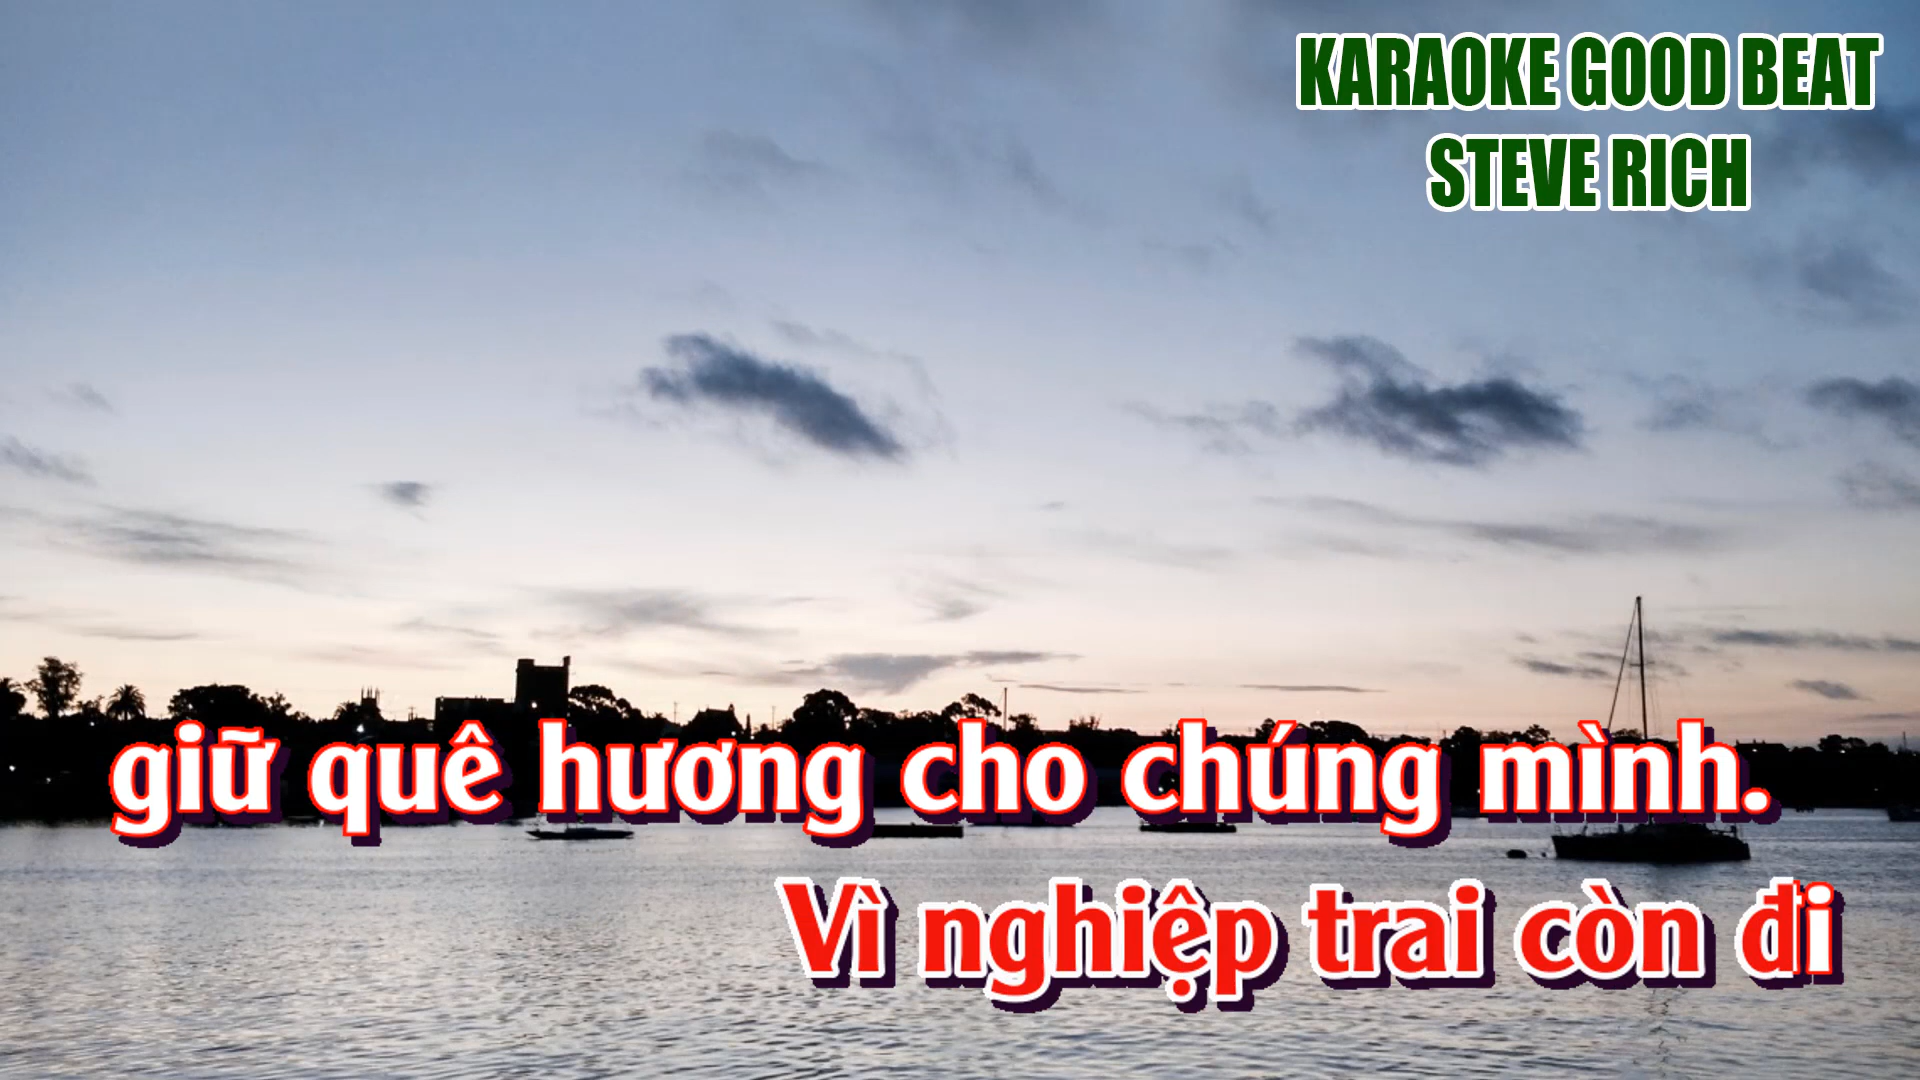 KARAOKE GOOD BEAT
STEVE RICH
giữ quê hương cho chúng mình.
Vì nghiệp trai còn đi